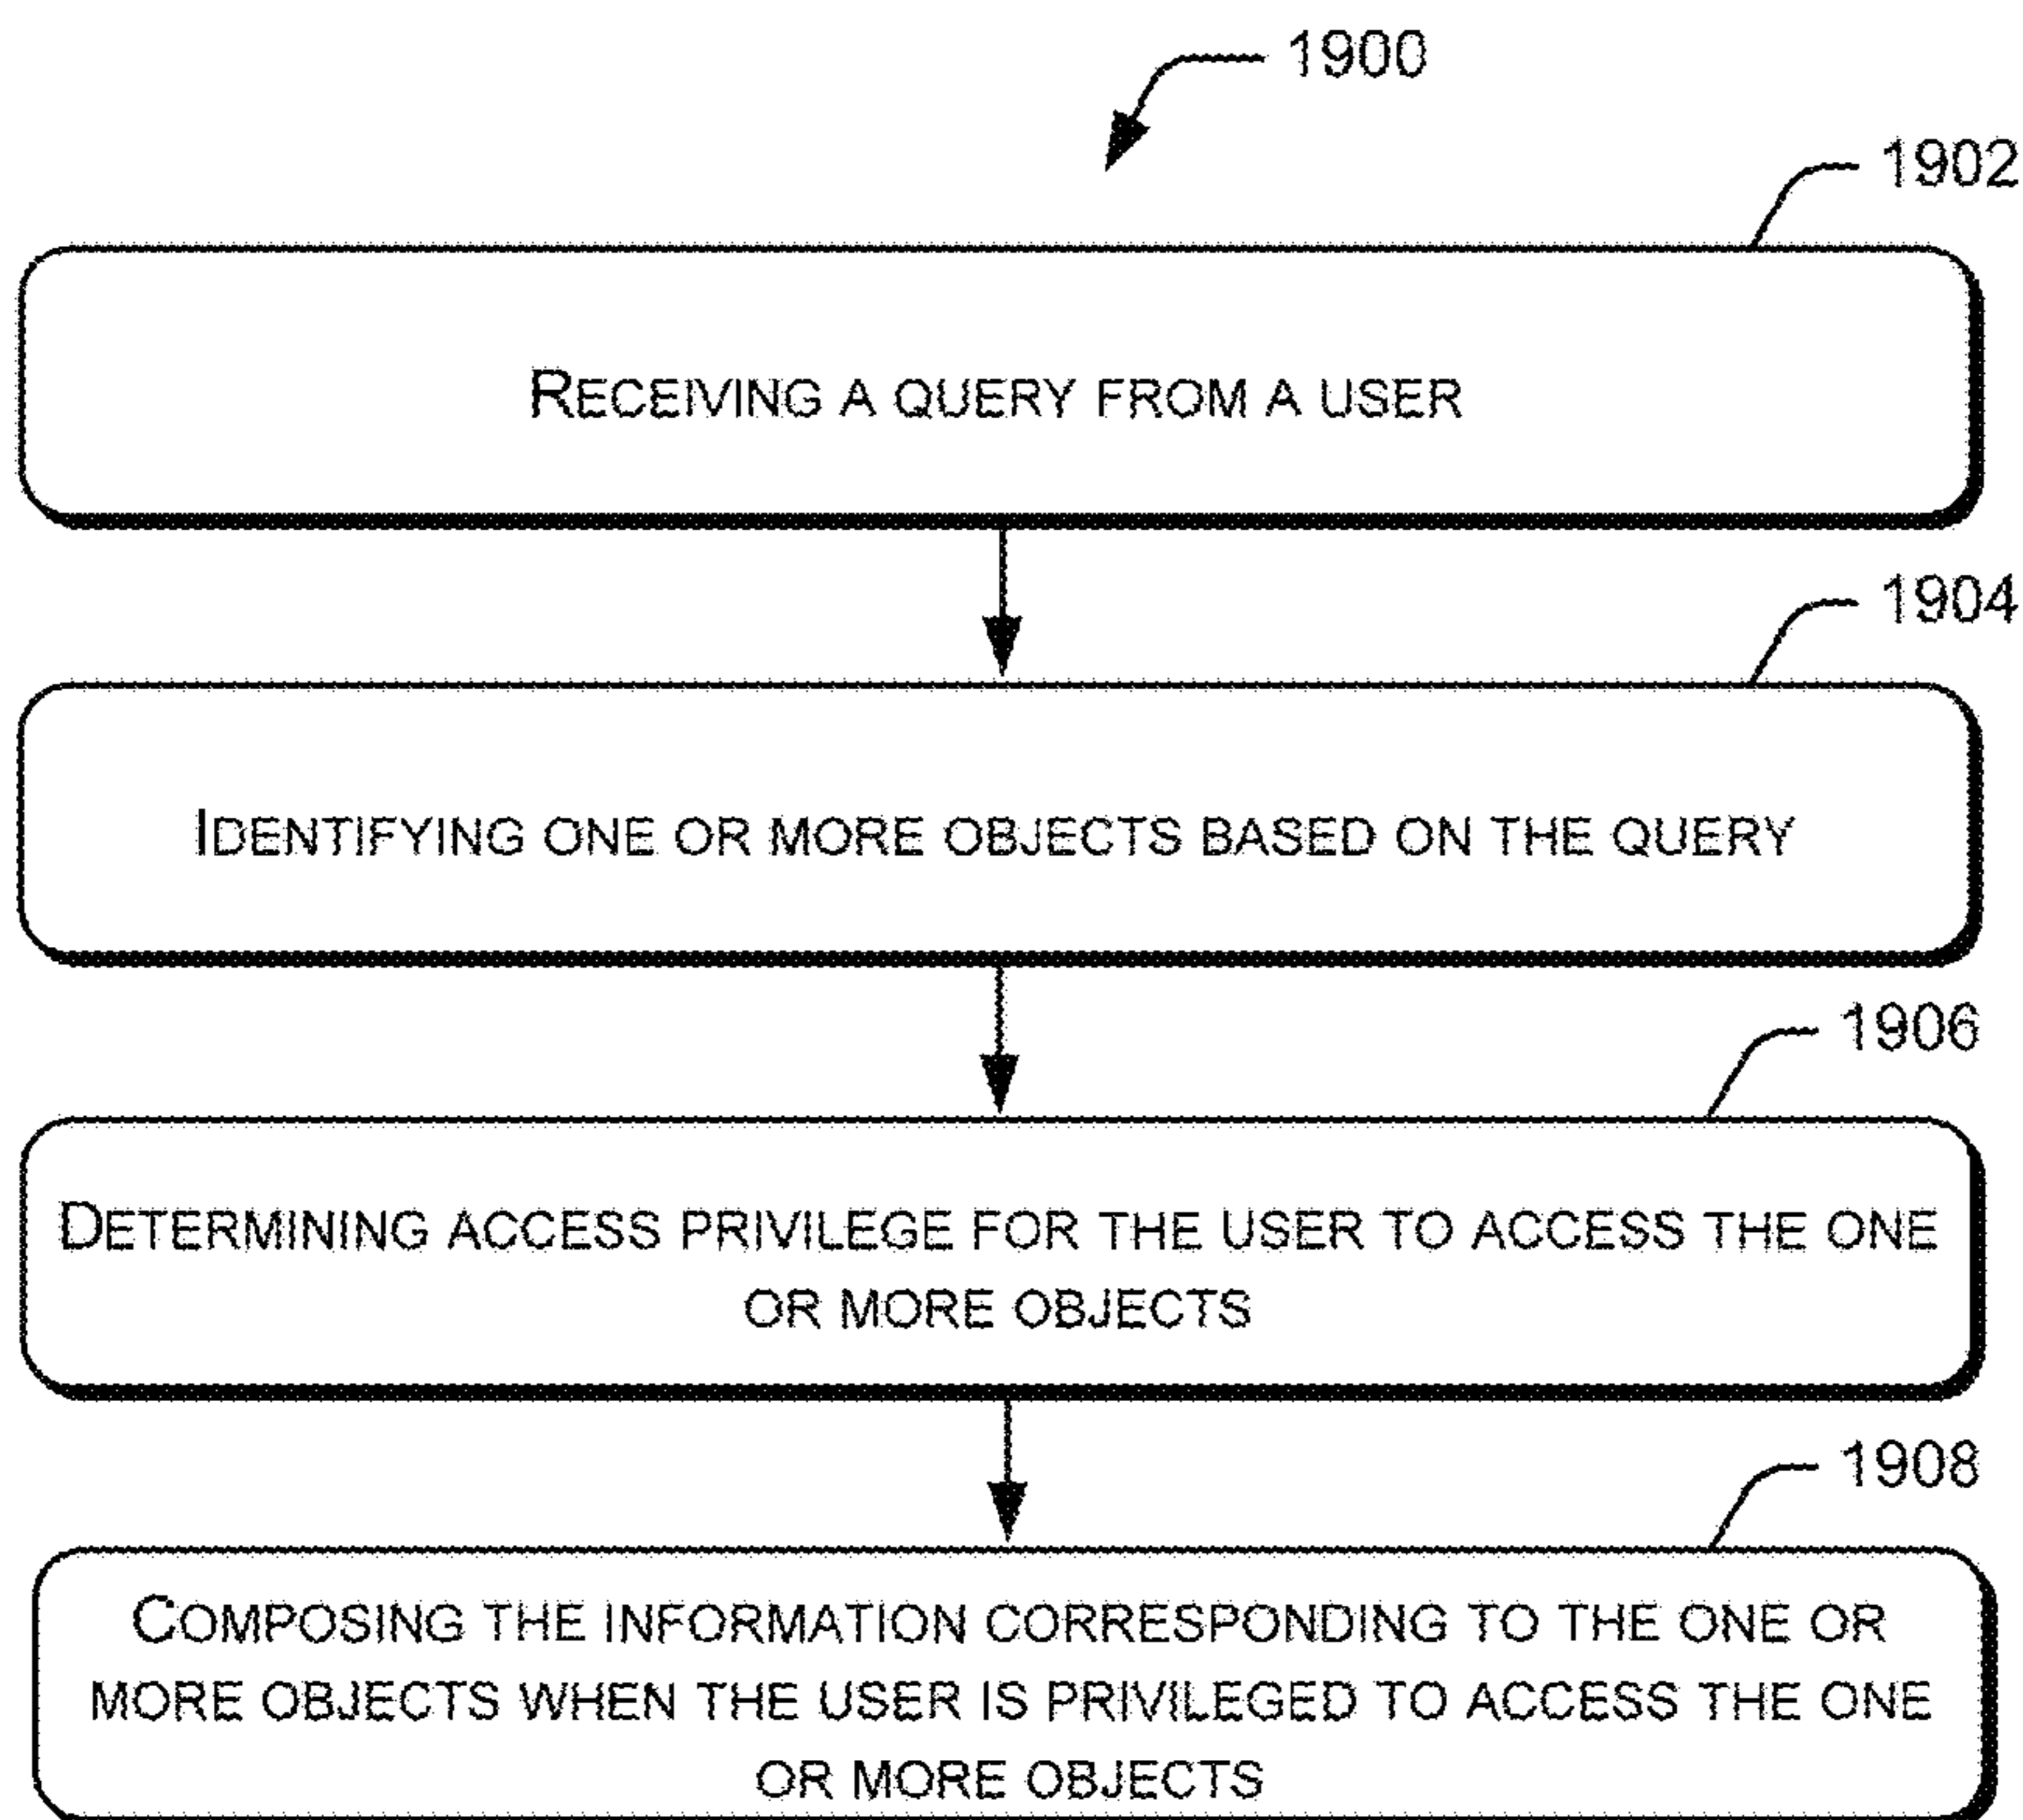 1900
1902
RECEIVING A QUERY FROM A USER
1904
IDENTIFYING ONE OR MORE OBJECTS BASED ON THE QUERY
1906
DETERMINING ACCESS PRIVILEGE FOR THE USER TO ACCESS THE ONE
OR MORE OBJECTS
1908
COMPOSING THE INFORMATION CORRESPONDING TO THE ONE OR
MORE OBJECTS WHEN THE USER IS PRIVILEGED TO ACCESS THE ONE
OR MORE OBJECTS